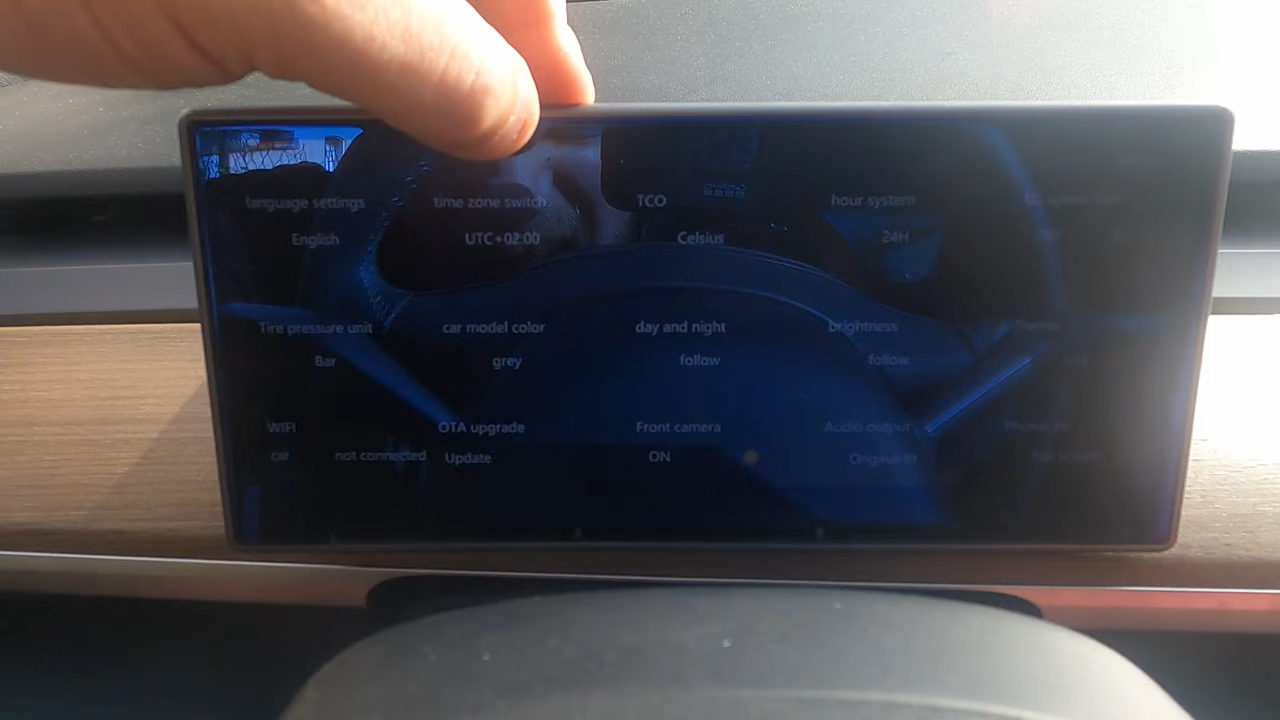 language settings time zone switch TCO hour system
English UTC+02:00 Celsius 24H
Tire pressure unit car model color day and night brightness
Bar grey follow follow
WIFI OTA upgrade Front camera Audio output
car not connected Update ON